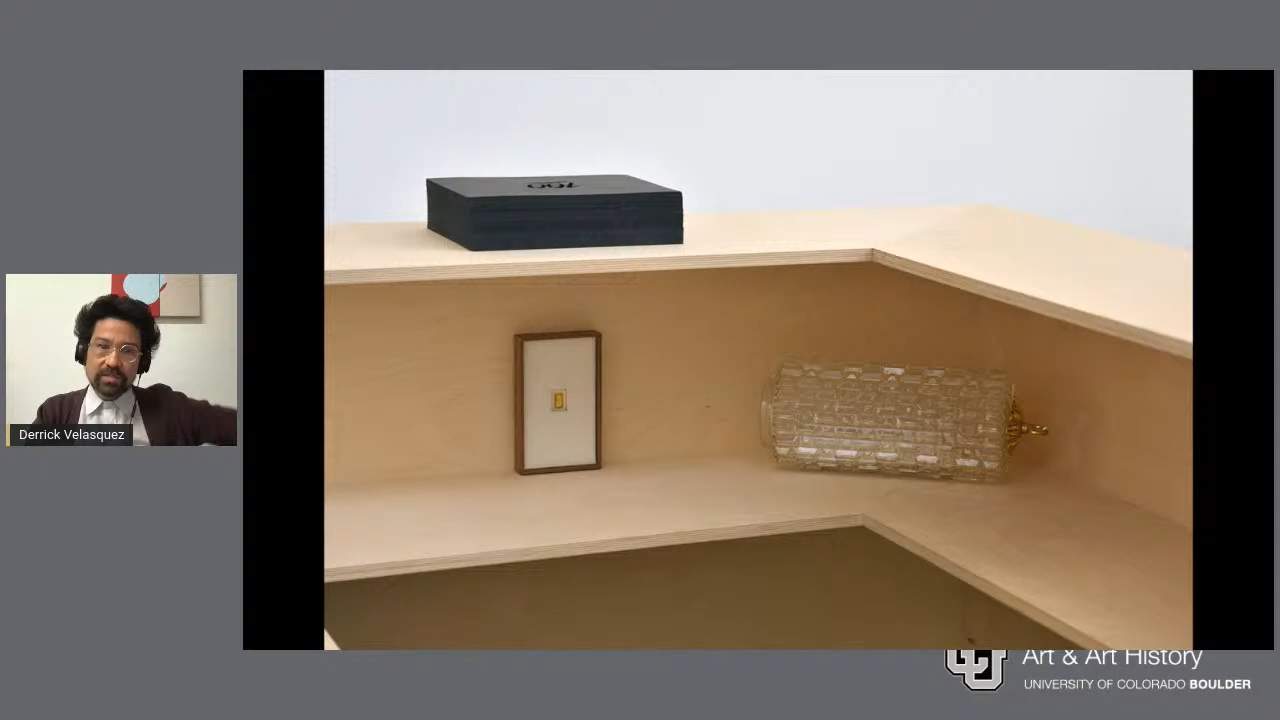 Derrick Velasquez
Art & Art History
UNIVERSITY OF COLORADO BOULDER